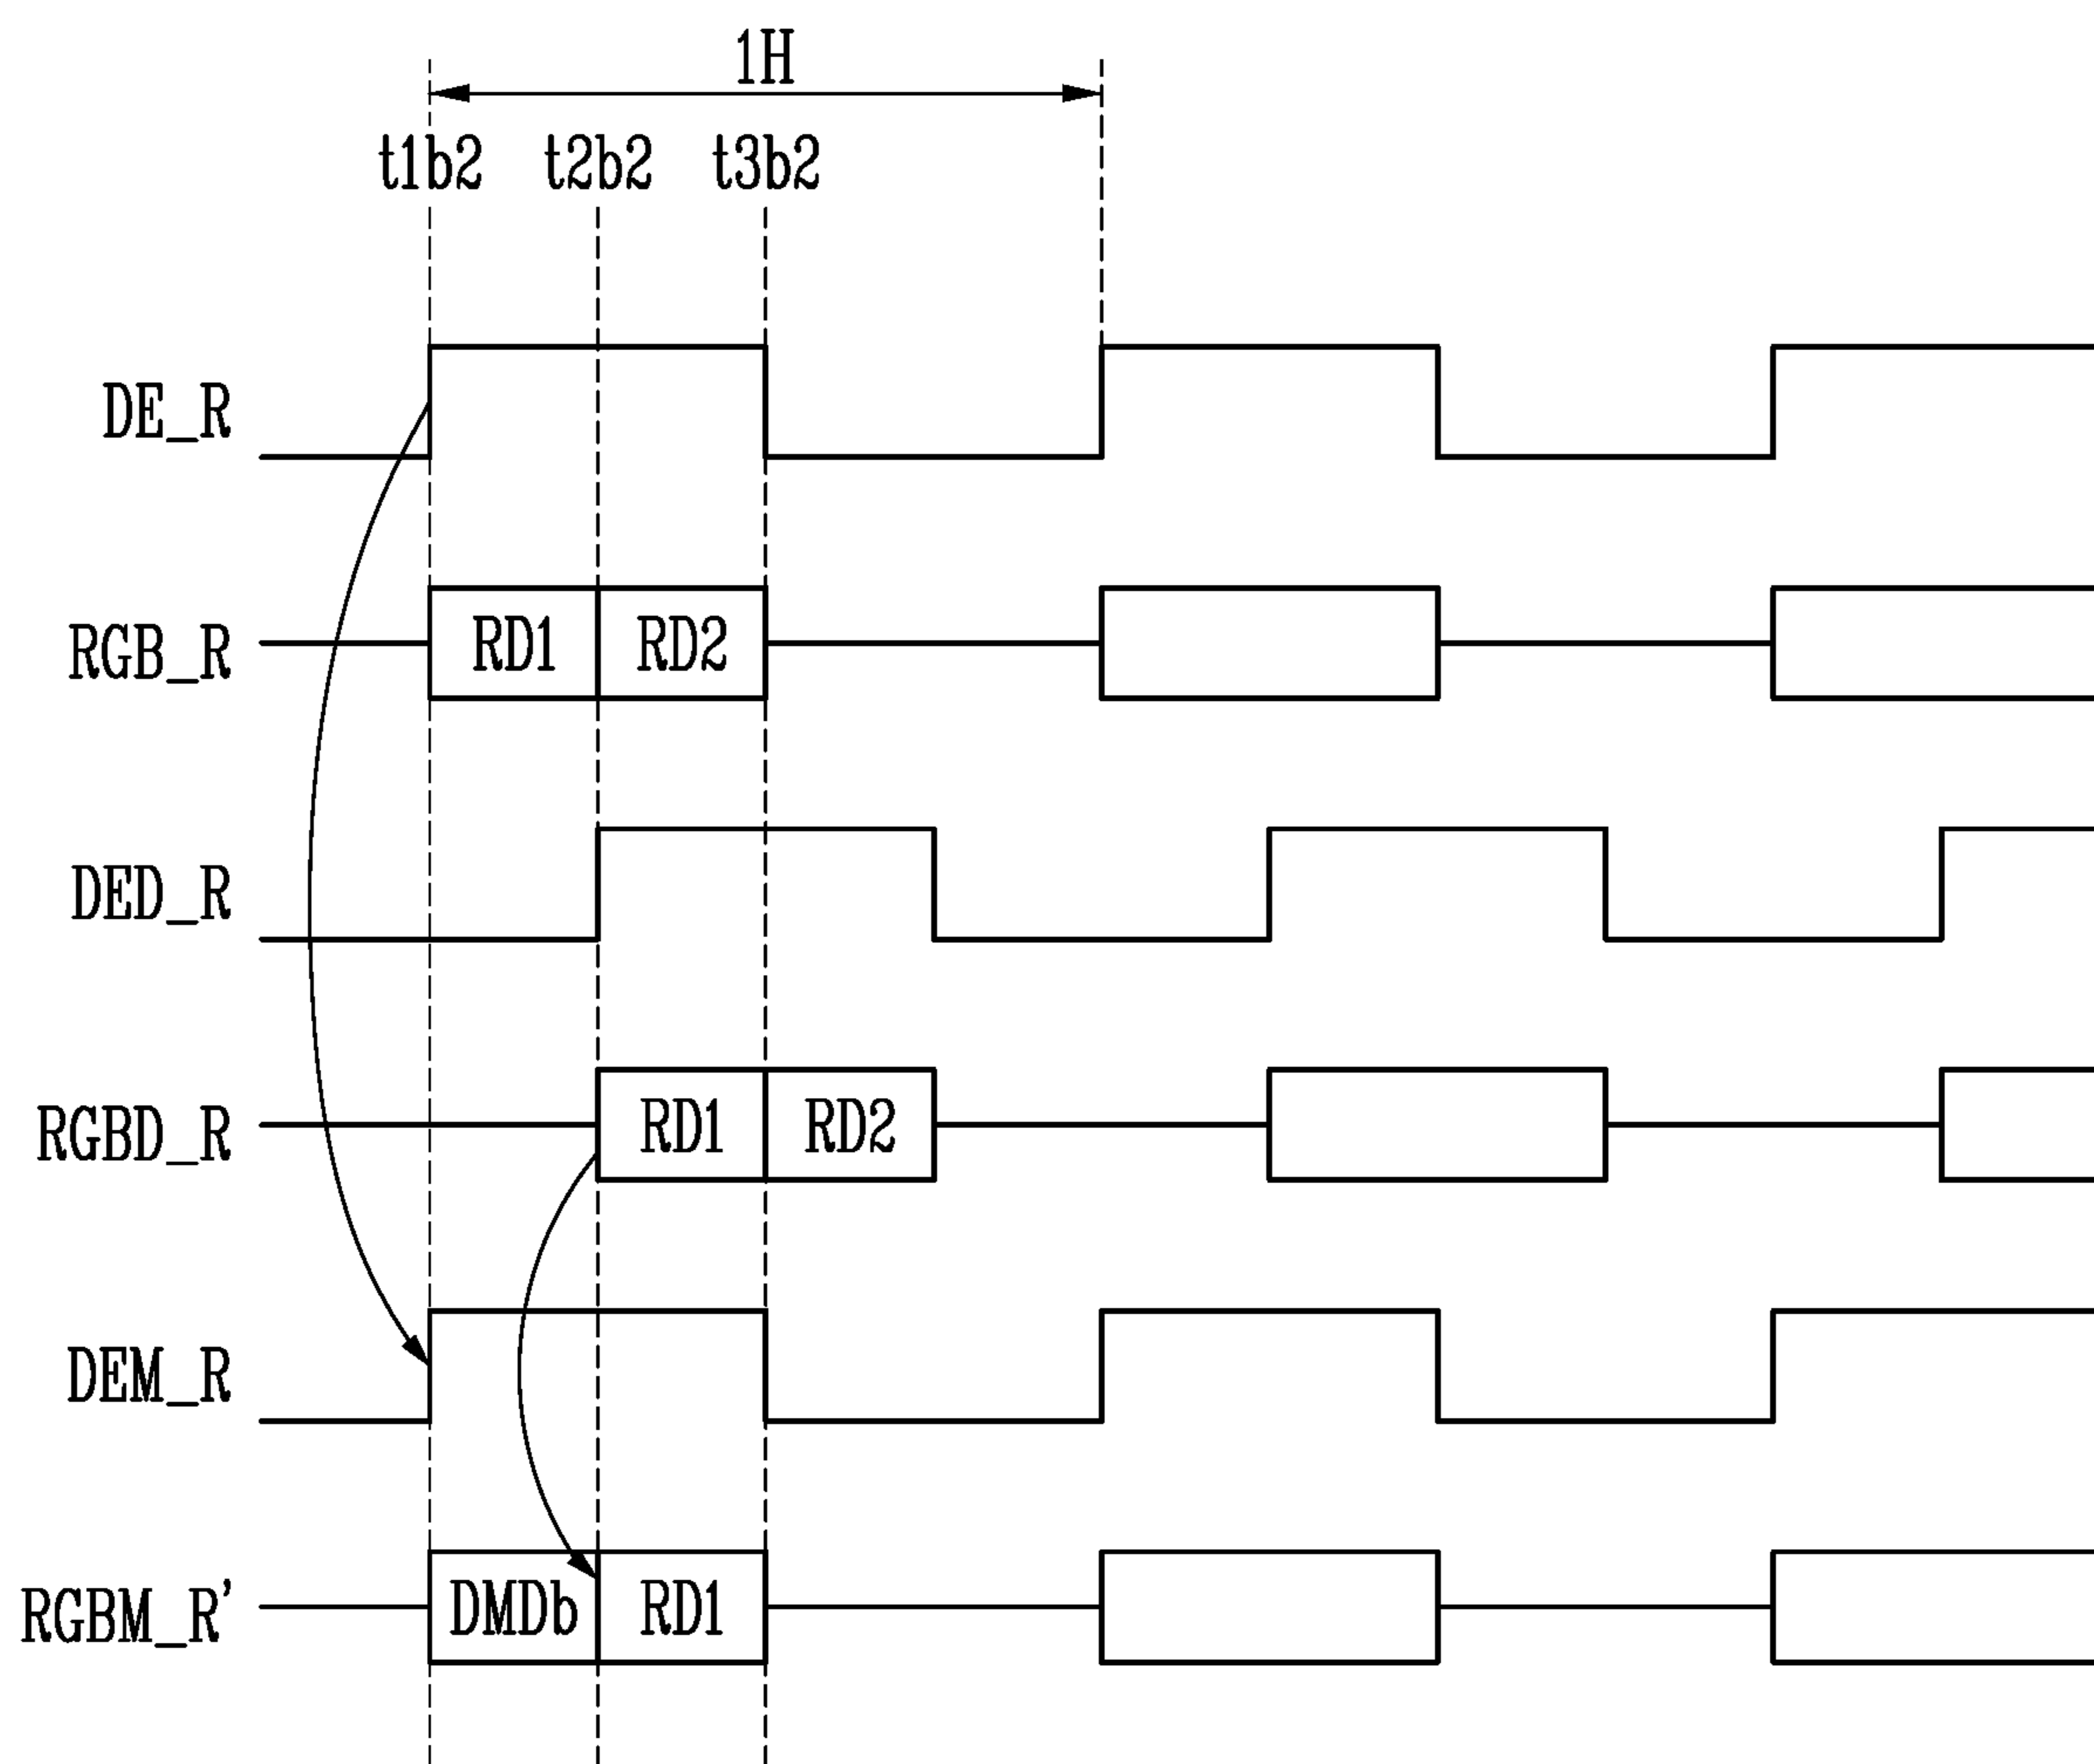 1H
t1b2 t2b2 t3b2
DE_R
RGB_R RD1 RD2
DED_R
RGBD_R RD1 RD2
DEM_R
RGBM_R' DMDb RD1